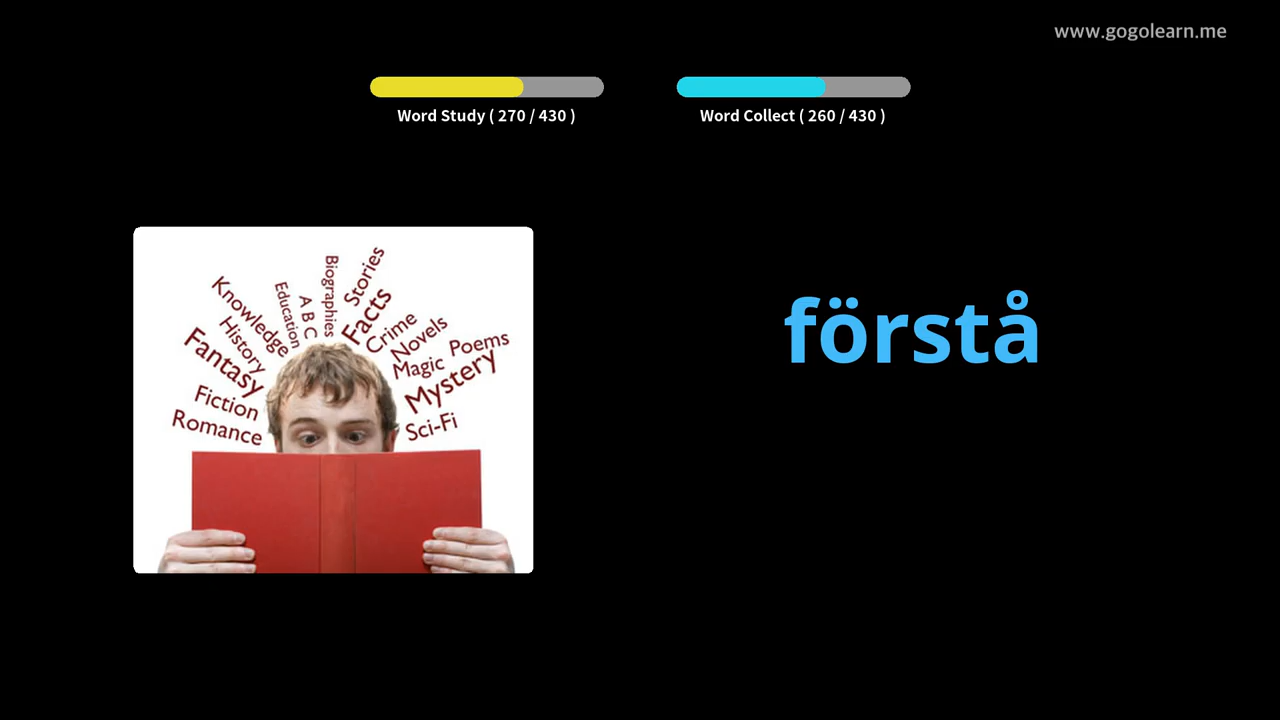 www.gogolearn.me
Word Study ( 270 / 430 )
Word Collect ( 260 / 430 )
förstå
Biographies
Stories
Knowledge
Education
A B C
Facts
History
Crime
Novels
Fantasy
Magic
Poems
Fiction
Mystery
Romance
Sci-Fi